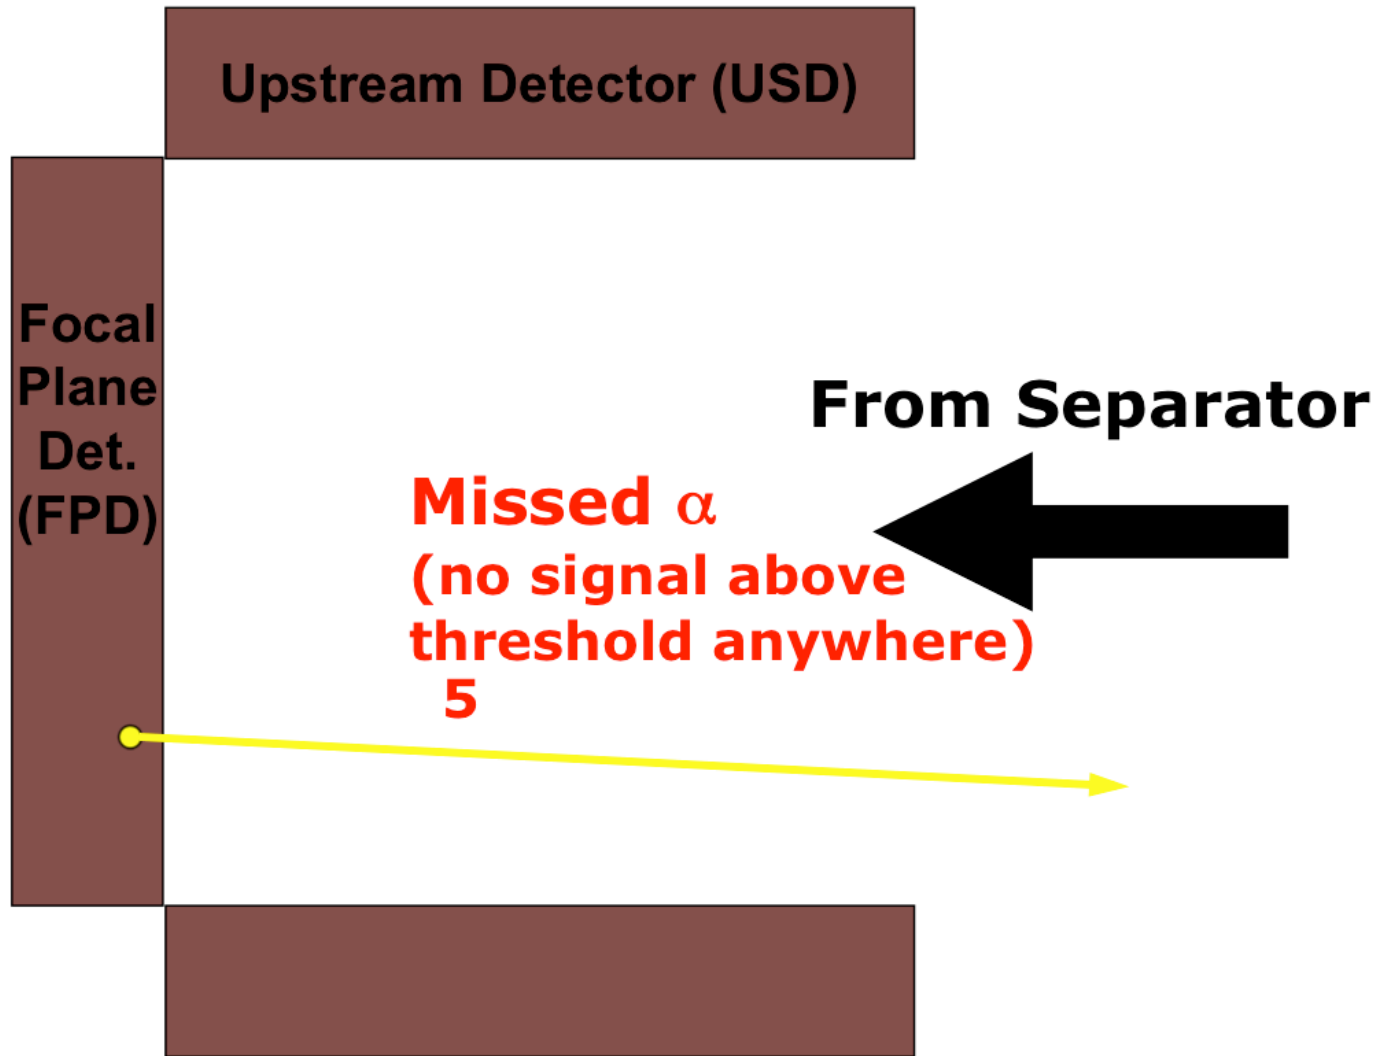 Upstream Detector (USD)
Focal
Plane
Det.
(FPD)
From Separator
Missed α
(no signal above
threshold anywhere)
5